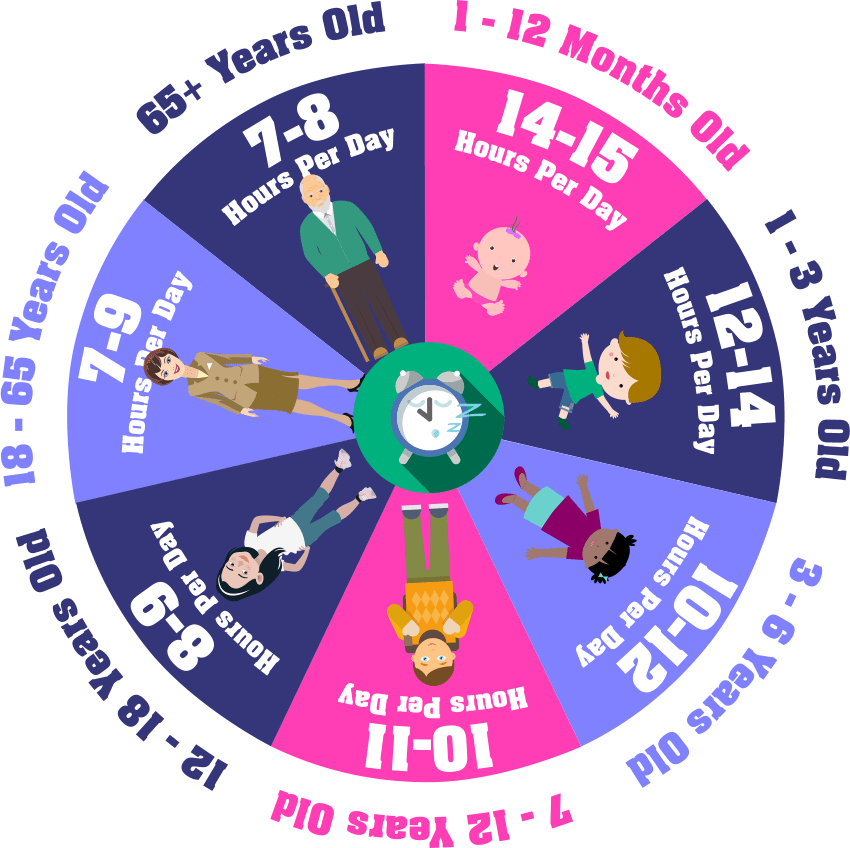 1 - 12 Months Old
14-15
Hours Per Day
1 - 3 Years Old
12-14
Hours Per Day
3 - 6 Years Old
10-12
Hours Per Day
7 - 12 Years Old
10-11
Hours Per Day
12 - 18 Years Old
8-9
Hours Per Day
18 - 65 Years Old
7-9
Hours Per Day
65+ Years Old
7-8
Hours Per Day
Z
Z